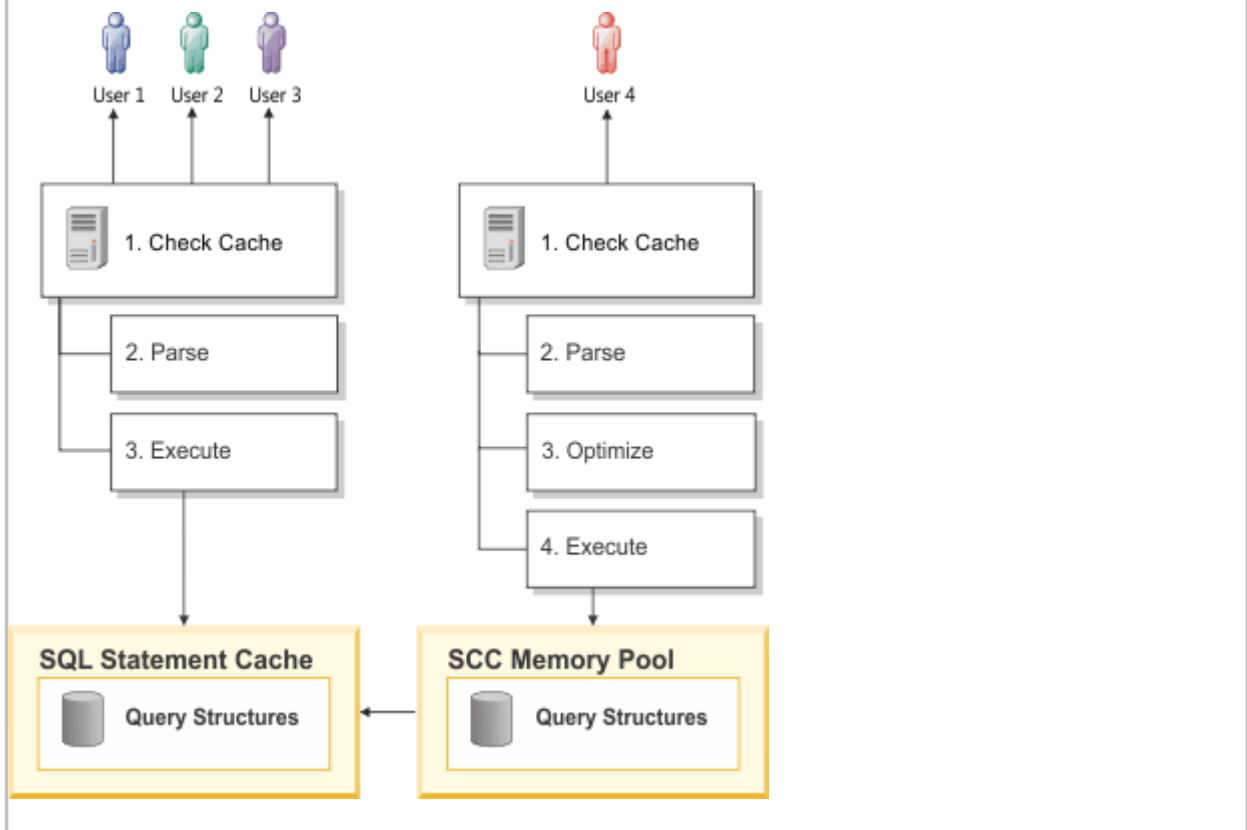 User 1
User 2
User 3
User 4
1. Check Cache
2. Parse
3. Execute
1. Check Cache
2. Parse
3. Optimize
4. Execute
SQL Statement Cache
Query Structures
SCC Memory Pool
Query Structures